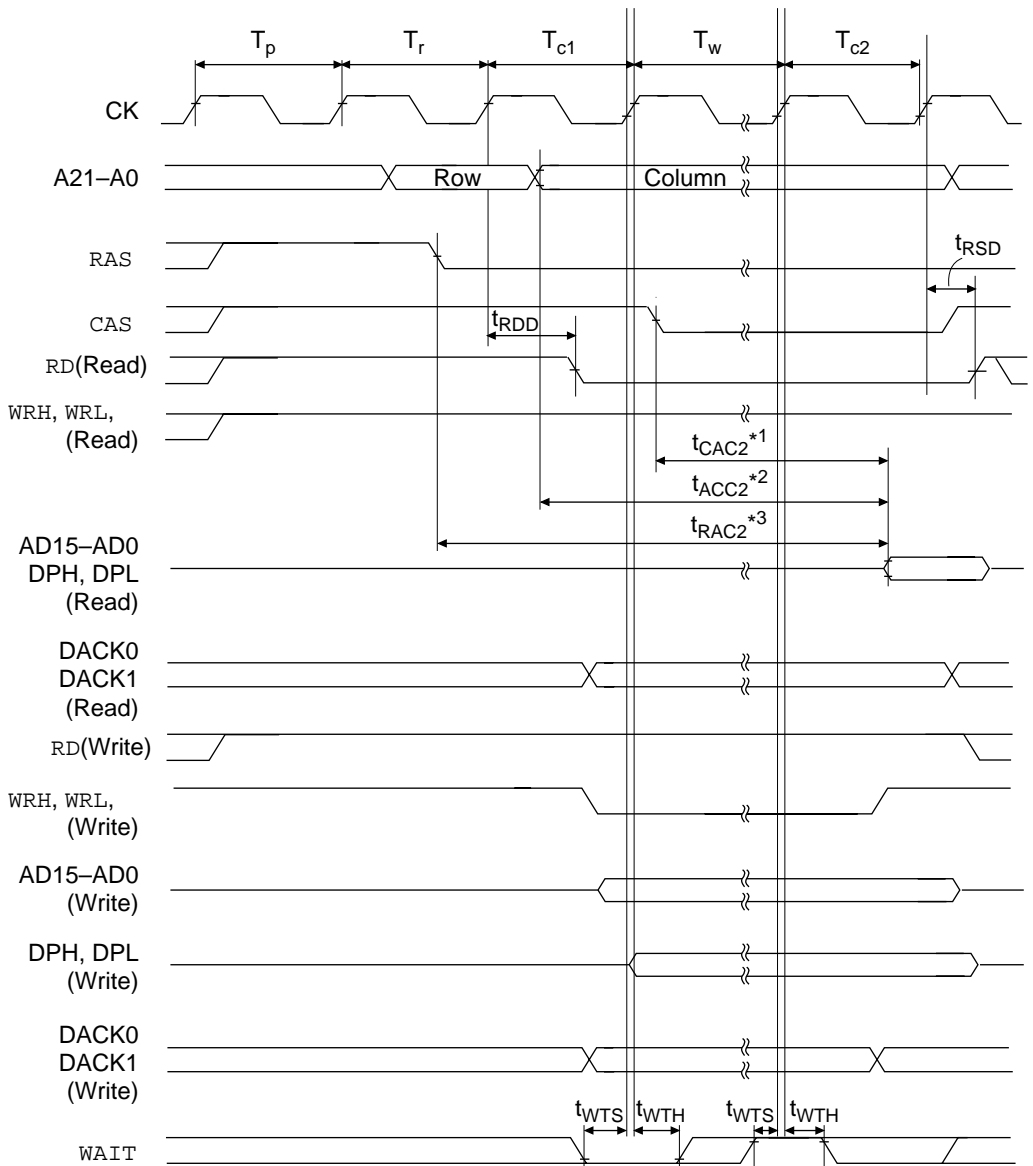 Tp Tr Tc1 Tw Tc2
CK
A21–A0 Row Column
RAS
tRSD
CAS
tRDD
RD(Read)
WRH, WRL,
(Read)
tCAC2*1
tACC2*2
tRAC2*3
AD15–AD0
DPH, DPL
(Read)
DACK0
DACK1
(Read)
RD(Write)
WRH, WRL,
(Write)
AD15–AD0
(Write)
DPH, DPL
(Write)
DACK0
DACK1
(Write)
tWTS tWTH tWTS tWTH
WAIT